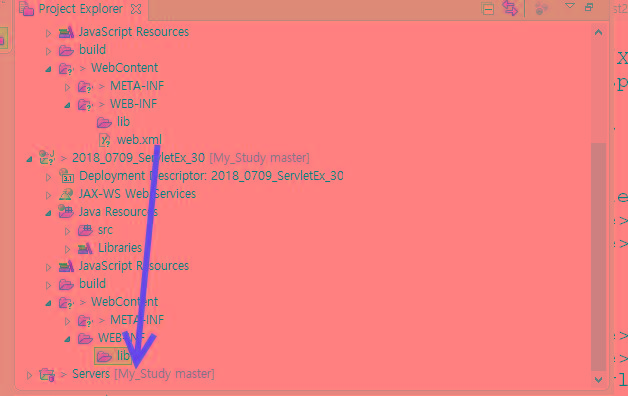 Project Explorer
JavaScript Resources
build
> WebContent
> META-INF
> WEB-INF
lib
web.xml
> 2018_0709_ServletEx_30 [My_Study master]
Deployment Descriptor: 2018_0709_ServletEx_30
JAX-WS Web Services
Java Resources
src
Libraries
JavaScript Resources
build
> WebContent
> META-INF
WEB-INF
lib
> Servers [My_Study master]